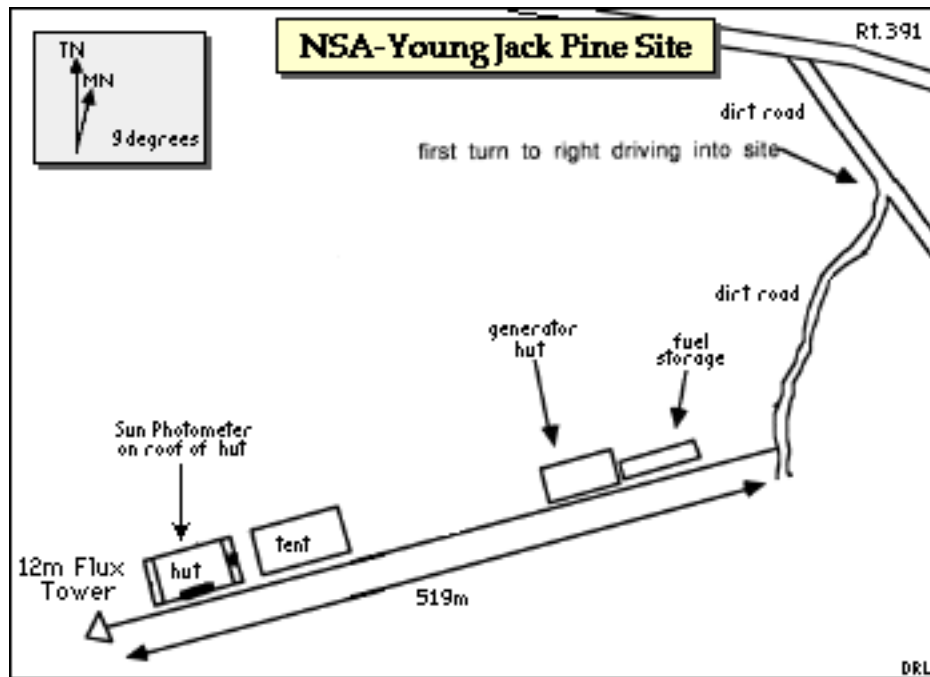 NSA-Young Jack Pine Site
Rt. 391
TN
MN
9 degrees
dirt road
first turn to right driving into site
dirt road
generator
hut
fuel
storage
Sun Photometer
on roof of hut
tent
hut
12m Flux
Tower
519m
DRL